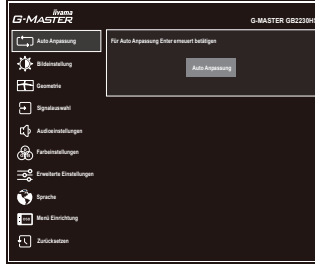 iiyama
G-MASTER
G-MASTER GB2230HS
Auto Anpassung
Für Auto Anpassung Enter erneuert betätigen
Auto Anpassung
Bildeinstellung
Geometrie
Signalauswahl
Audioeinstellungen
Farbeinstellungen
Erweiterte Einstellungen
Sprache
Menü Einrichtung
Zurücksetzen